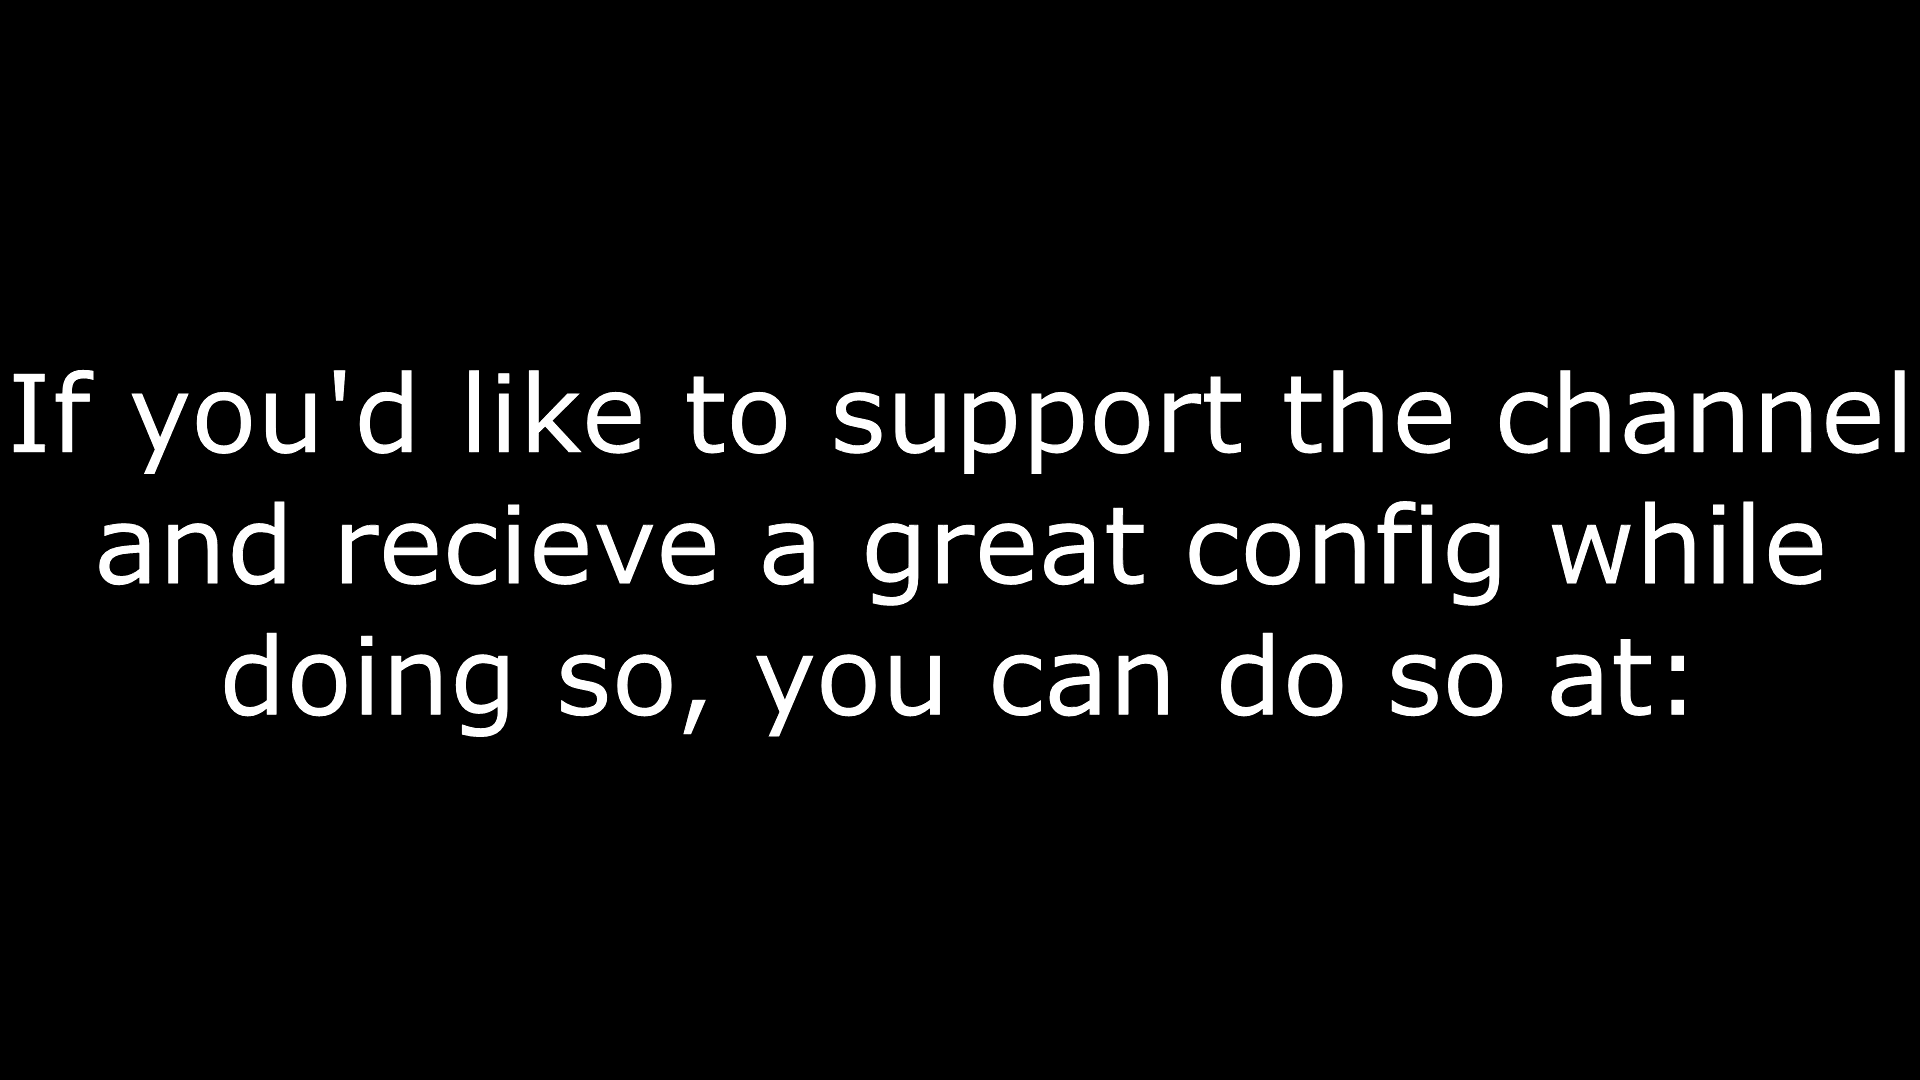 If you'd like to support the channel
and recieve a great config while
doing so, you can do so at: